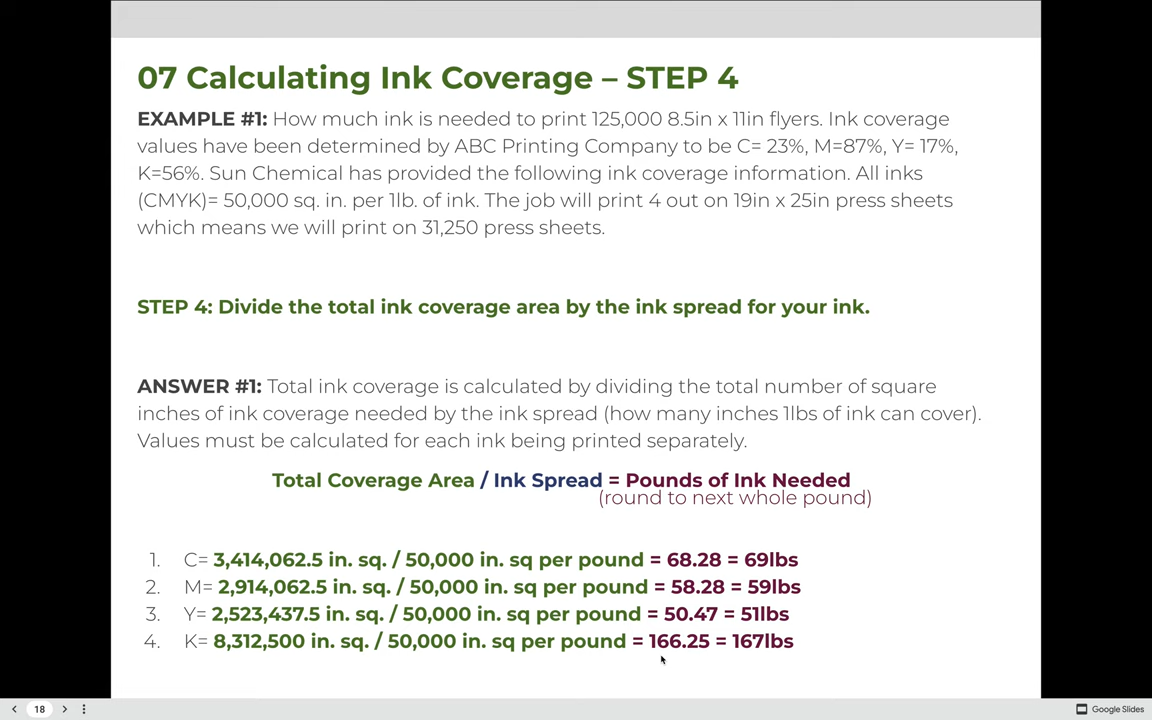 07 Calculating Ink Coverage – STEP 4
EXAMPLE #1: How much ink is needed to print 125,000 8.5in x 11in flyers. Ink coverage
values have been determined by ABC Printing Company to be C= 23%, M=87%, Y= 17%,
K=56%. Sun Chemical has provided the following ink coverage information. All inks
(CMYK)= 50,000 sq. in. per 1lb. of ink. The job will print 4 out on 19in x 25in press sheets
which means we will print on 31,250 press sheets.
STEP 4: Divide the total ink coverage area by the ink spread for your ink.
ANSWER #1: Total ink coverage is calculated by dividing the total number of square
inches of ink coverage needed by the ink spread (how many inches 1lbs of ink can cover).
Values must be calculated for each ink being printed separately.
Total Coverage Area / Ink Spread = Pounds of Ink Needed
(round to next whole pound)
1. C= 3,414,062.5 in. sq. / 50,000 in. sq per pound = 68.28 = 69lbs
2. M= 2,914,062.5 in. sq. / 50,000 in. sq per pound = 58.28 = 59lbs
3. Y= 2,523,437.5 in. sq. / 50,000 in. sq per pound = 50.47 = 51lbs
4. K= 8,312,500 in. sq. / 50,000 in. sq per pound = 166.25 = 167lbs
18
Google Slides